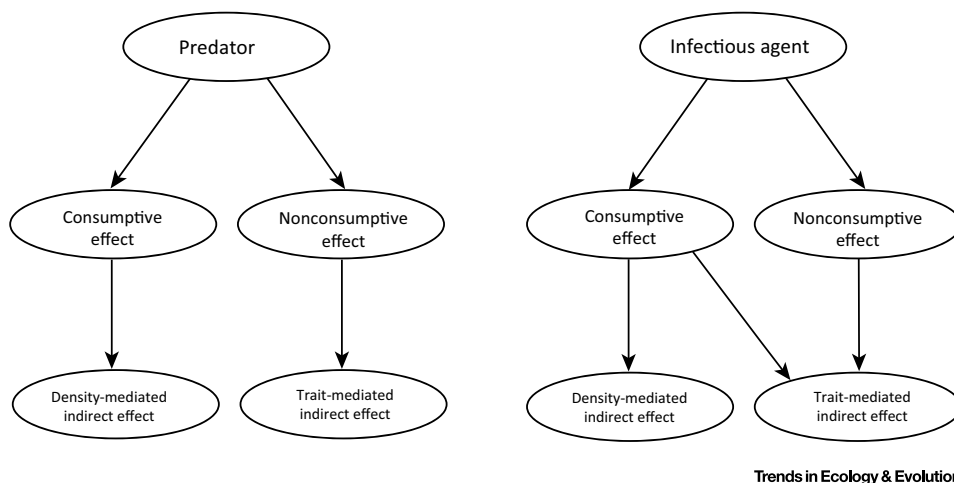 Predator
Infectious agent
Consumptive
effect
Nonconsumptive
effect
Consumptive
effect
Nonconsumptive
effect
Density-mediated
indirect effect
Trait-mediated
indirect effect
Density-mediated
indirect effect
Trait-mediated
indirect effect
Trends in Ecology & Evolution